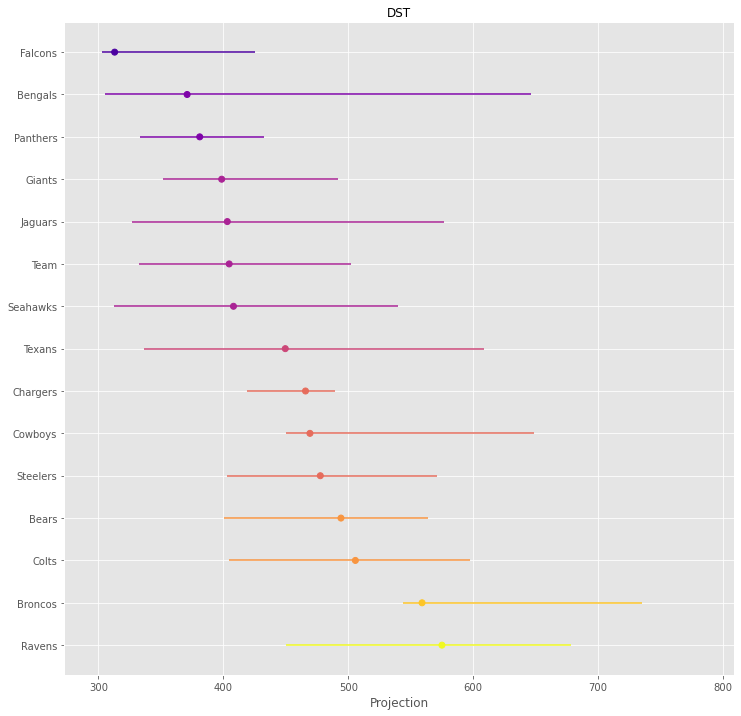 DST
Falcons
Bengals
Panthers
Giants
Jaguars
Team
Seahawks
Texans
Chargers
Cowboys
Steelers
Bears
Colts
Broncos
Ravens
300 400 500 600 700 800
Projection